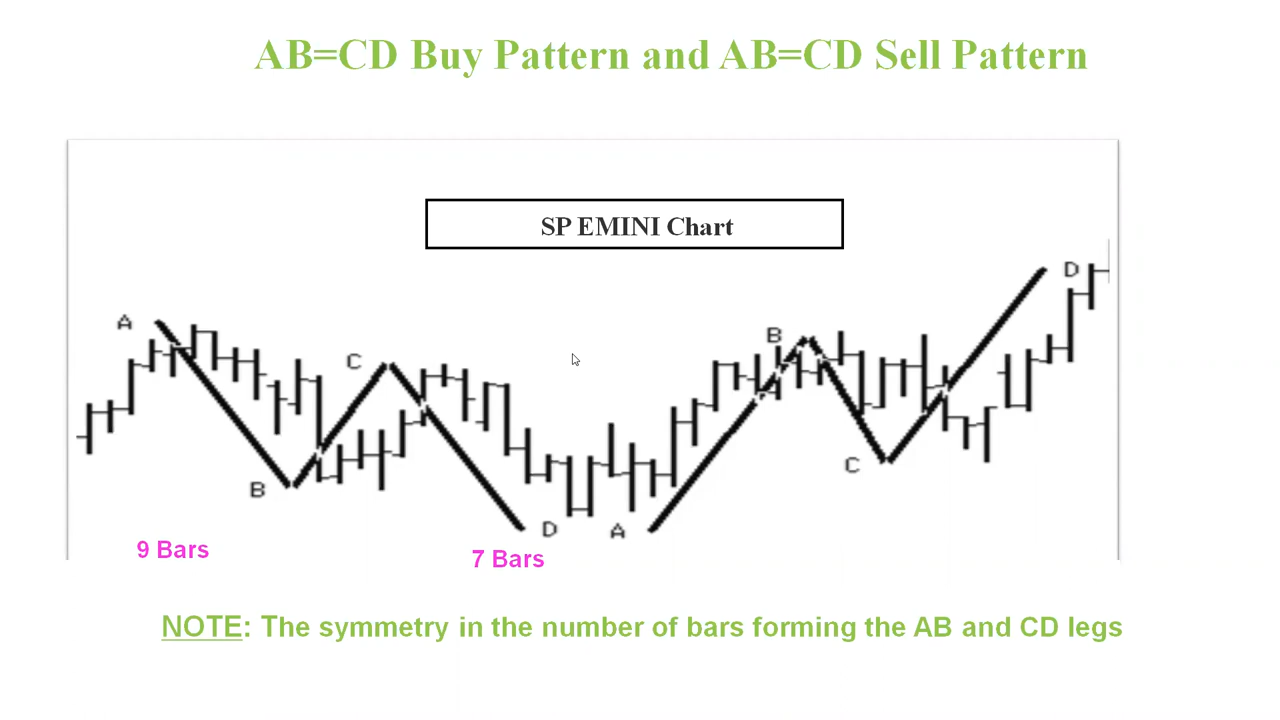 AB=CD Buy Pattern and AB=CD Sell Pattern
SP EMINI Chart
A
B
C
D
A
B
C
D
9 Bars
7 Bars
NOTE: The symmetry in the number of bars forming the AB and CD legs